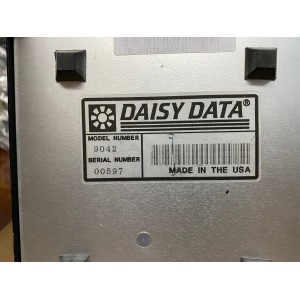 DAISY DATA®
MODEL NUMBER
9042
SERIAL NUMBER
00597
MADE IN THE USA